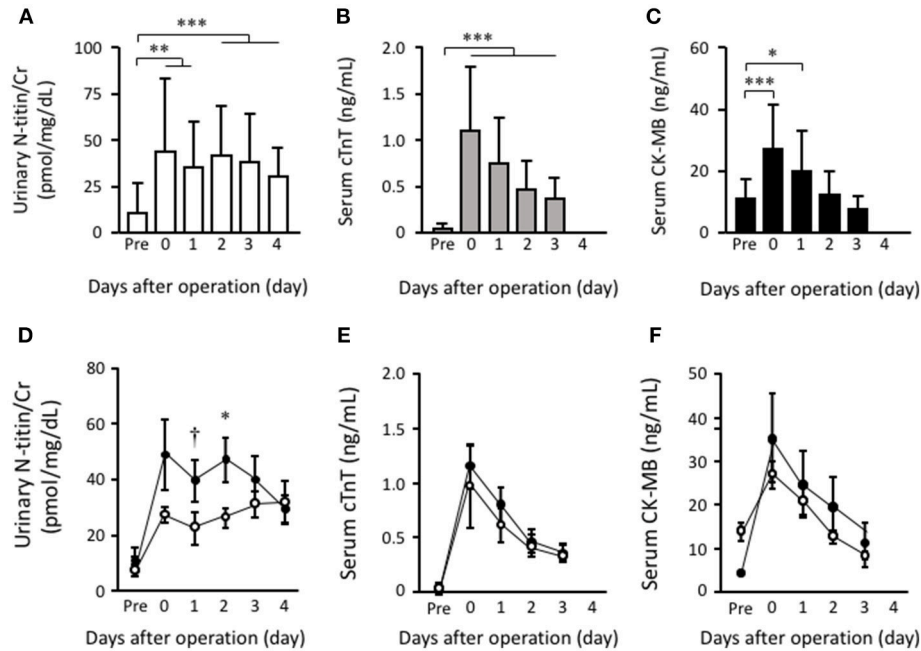 A
Urinary N-titin/Cr
(pmol/mg/dL)
100
75
50
25
0
**
***
Pre 0 1 2 3 4
Days after operation (day)
B
Serum cTnT (ng/mL)
2.0
1.5
1.0
0.5
0
***
Pre 0 1 2 3 4
Days after operation (day)
C
Serum CK-MB (ng/mL)
60
40
20
0
*
***
Pre 0 1 2 3 4
Days after operation (day)
D
Urinary N-titin/Cr
(pmol/mg/dL)
80
60
40
20
0
†
*
Pre 0 1 2 3 4
Days after operation (day)
E
Serum cTnT (ng/mL)
2.0
1.5
1.0
0.5
0
Pre 0 1 2 3 4
Days after operation (day)
F
Serum CK-MB (ng/mL)
50
40
30
20
10
0
Pre 0 1 2 3 4
Days after operation (day)